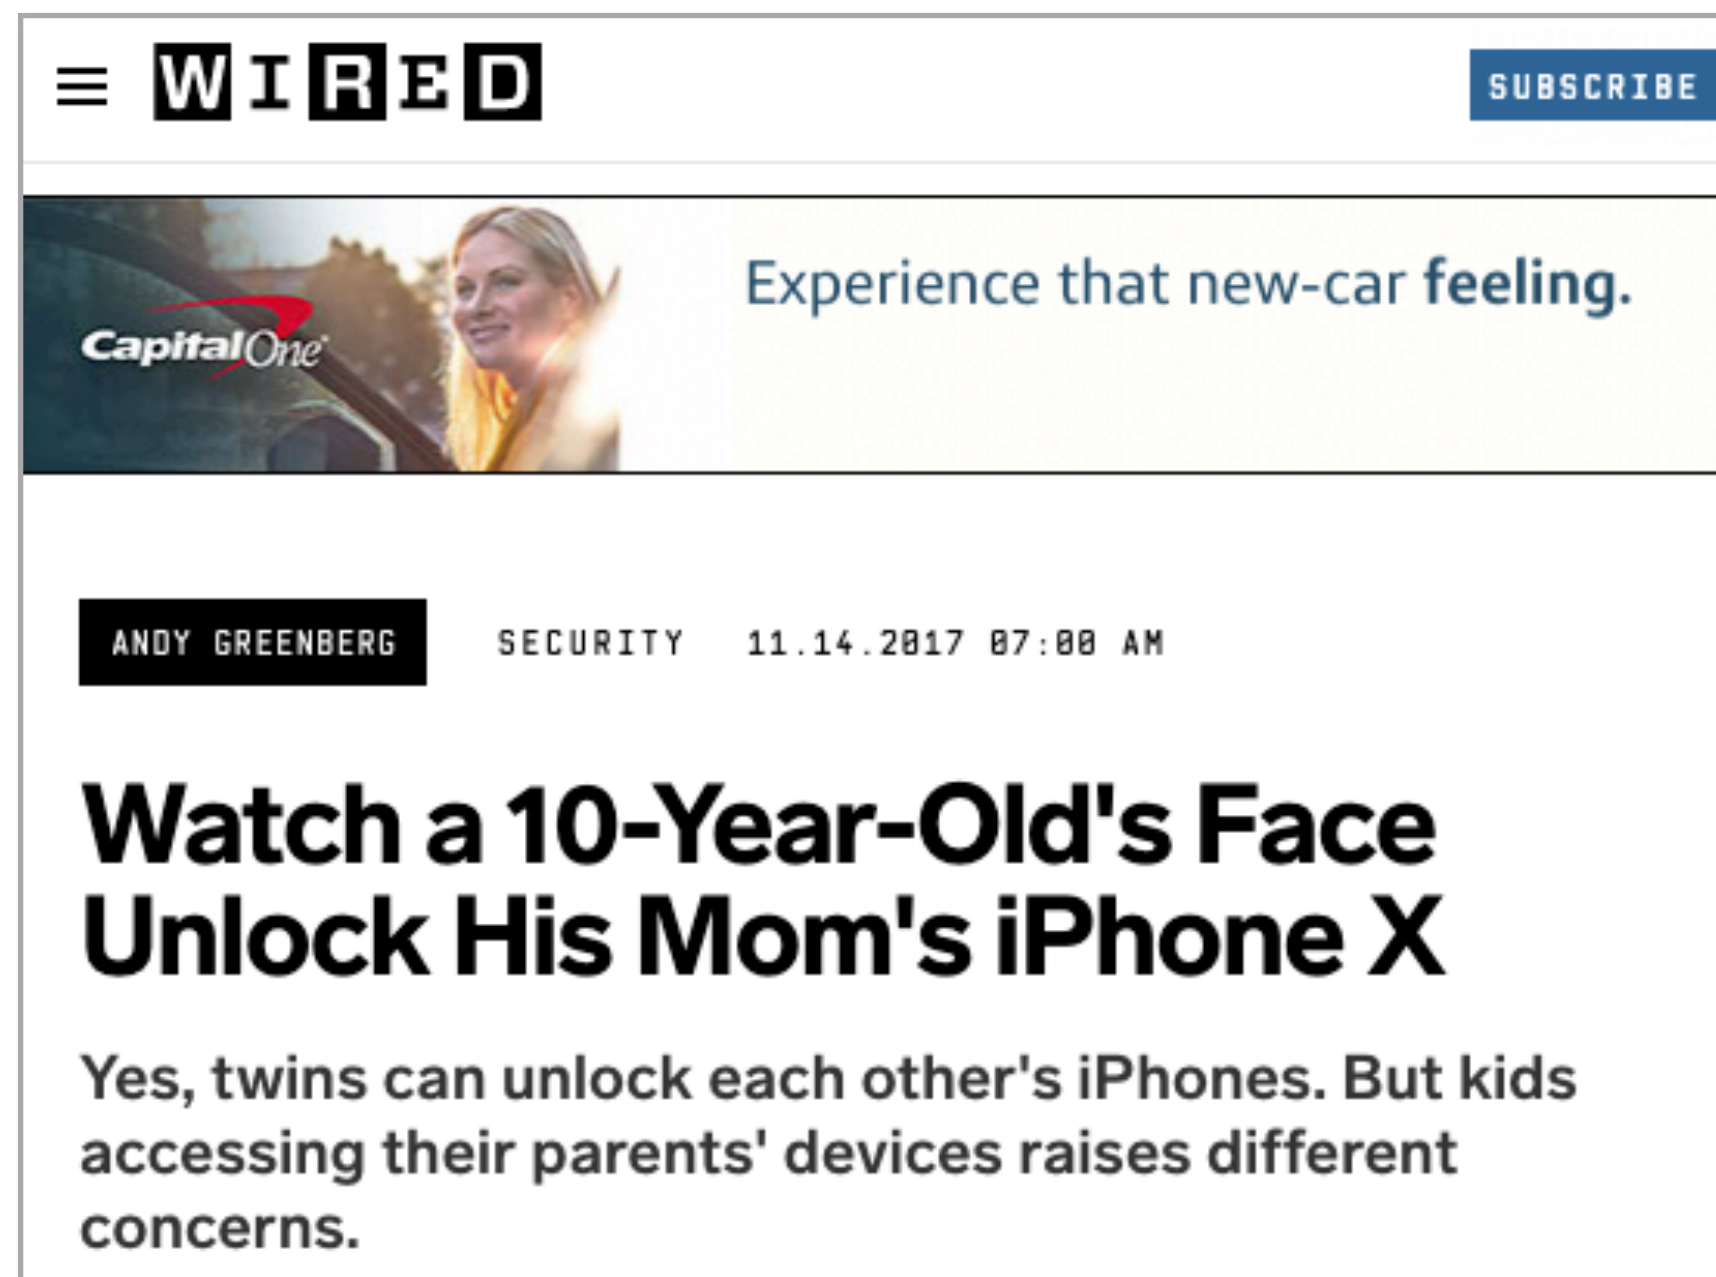 WIRED
SUBSCRIBE
Experience that new-car feeling.
CapitalOne
ANDY GREENBERG SECURITY 11.14.2017 07:00 AM
Watch a 10-Year-Old's Face
Unlock His Mom's iPhone X
Yes, twins can unlock each other's iPhones. But kids
accessing their parents' devices raises different
concerns.